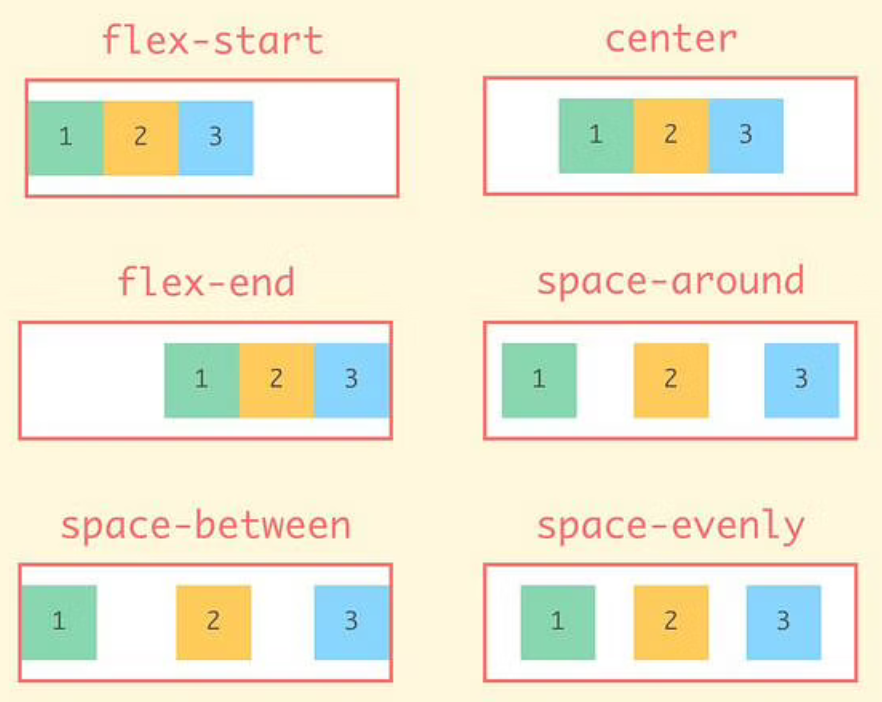 flex-start
1 2 3
center
1 2 3
flex-end
1 2 3
space-around
1 2 3
space-between
1 2 3
space-evenly
1 2 3